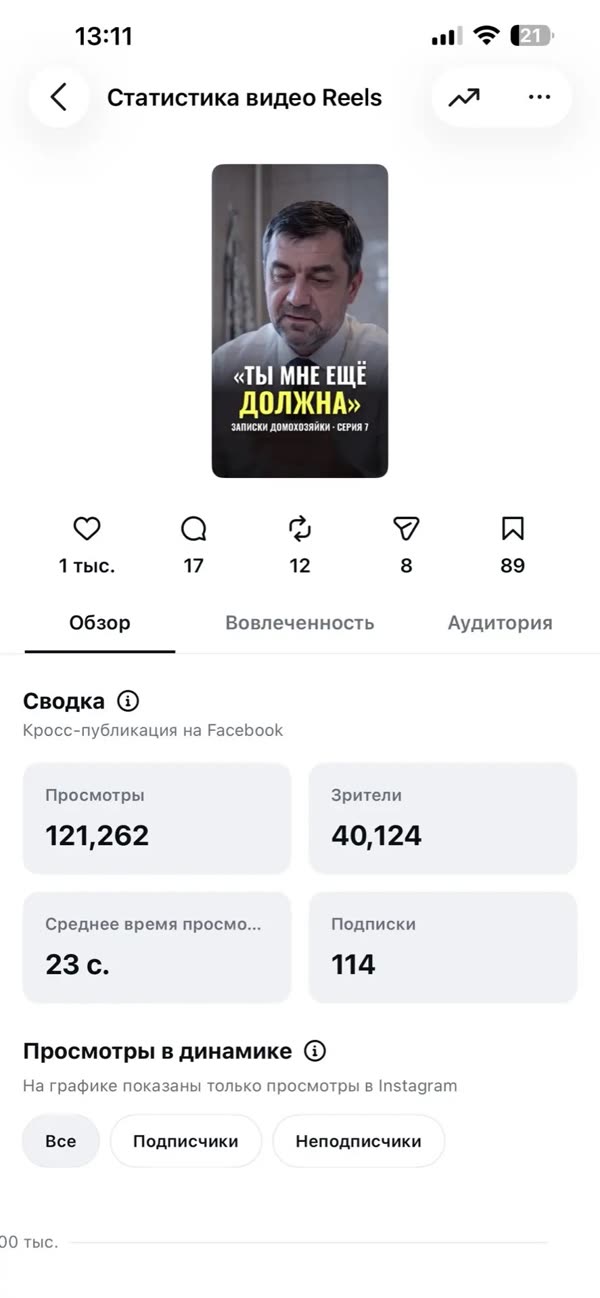 13:11
21
Статистика видео Reels
«ТЫ МНЕ ЕЩЁ
ДОЛЖНА»
ЗАПИСКИ ДОМОХОЗЯЙКИ · СЕРИЯ 7
1 тыс.
17
12
8
89
Обзор
Вовлеченность
Аудитория
Сводка
Кросс-публикация на Facebook
Просмотры
Зрители
121,262
40,124
Среднее время просмо...
Подписки
23 с.
114
Просмотры в динамике
На графике показаны только просмотры в Instagram
Все
Подписчики
Неподписчики
00 тыс.